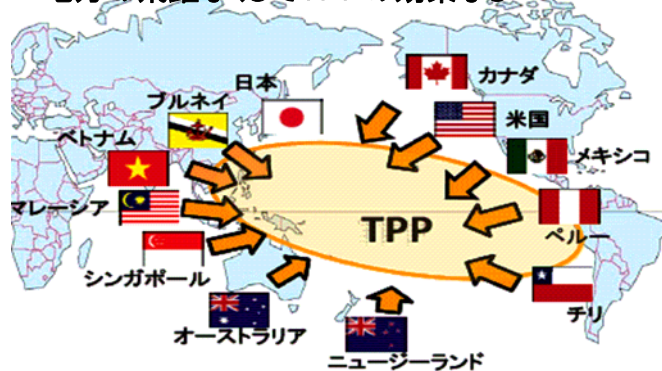 日本
カナダ
ブルネイ
米国
ベトナム
メキシコ
マレーシア
TPP
ペルー
シンガポール
チリ
オーストラリア
ニュージーランド